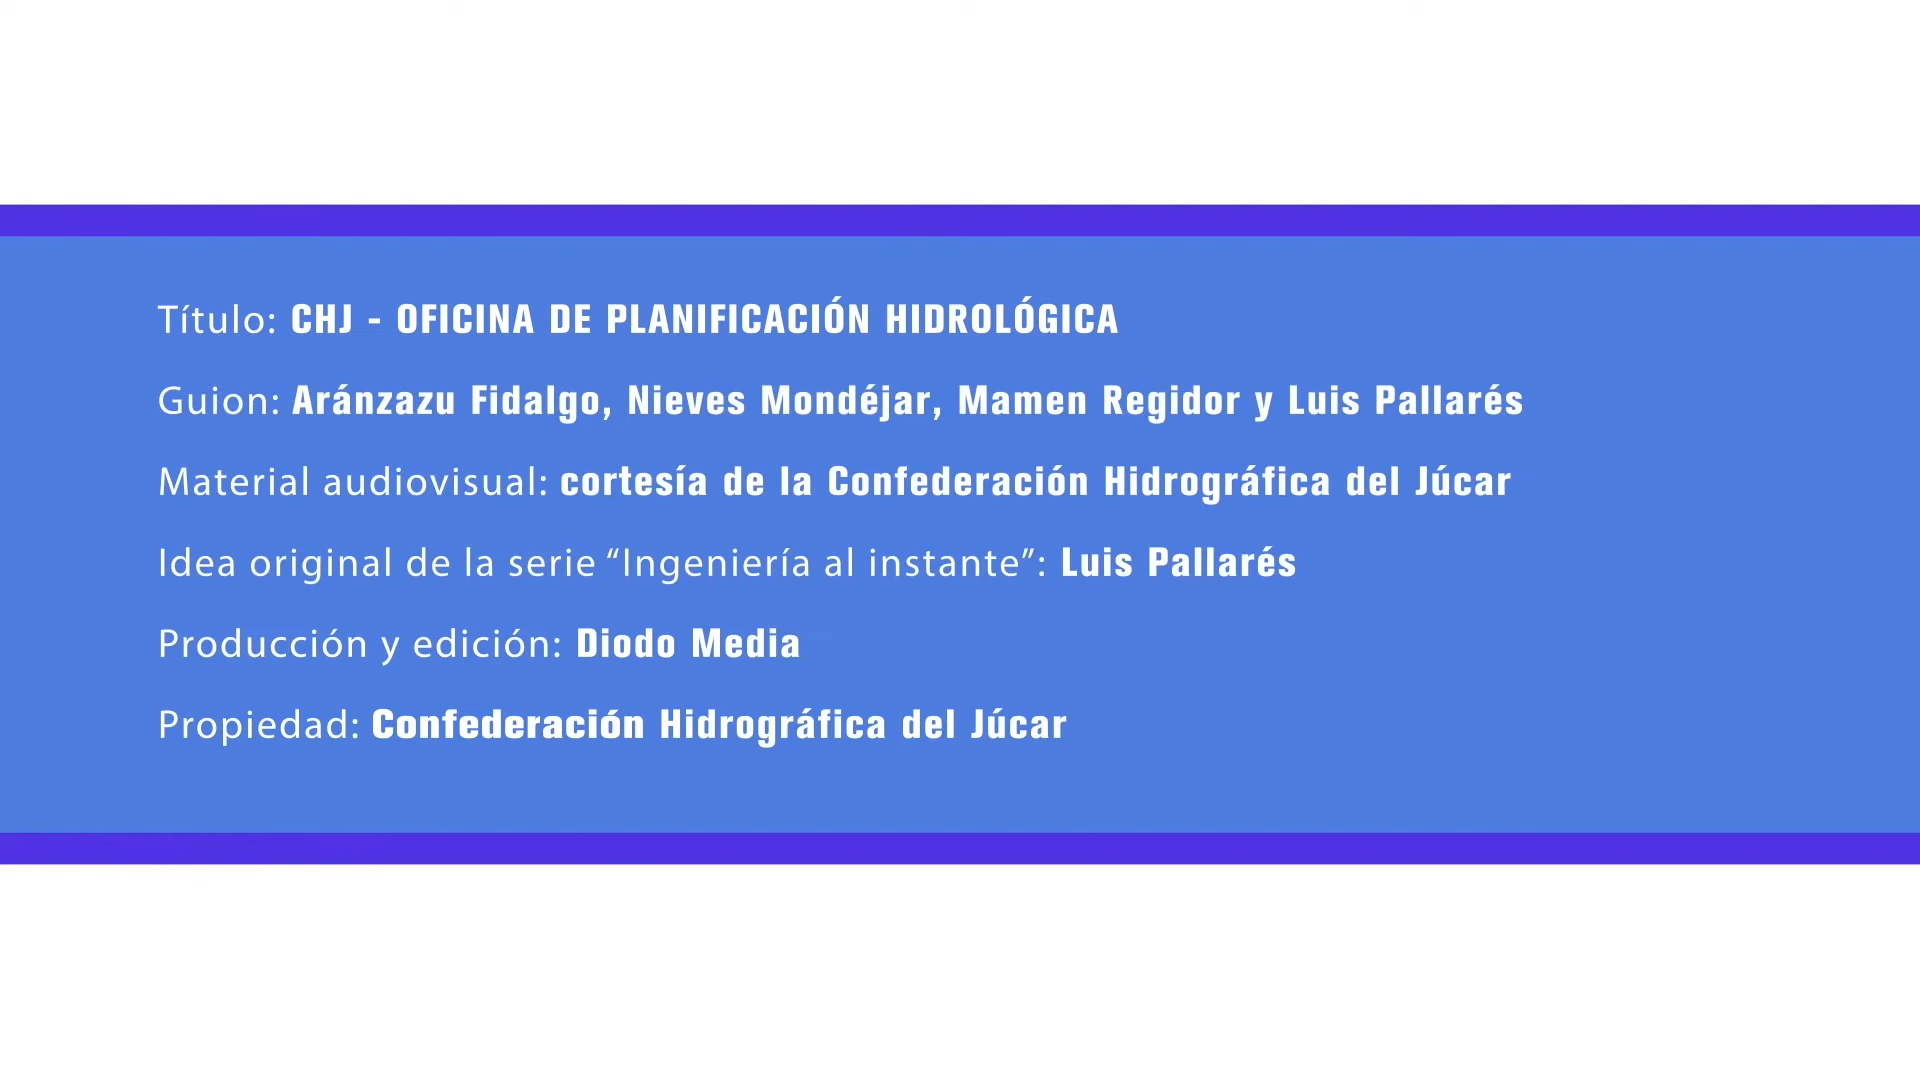 Título: CHJ - OFICINA DE PLANIFICACIÓN HIDROLÓGICA
Guion: Aránzazu Fidalgo, Nieves Mondéjar, Mamen Regidor y Luis Pallarés
Material audiovisual: cortesía de la Confederación Hidrográfica del Júcar
Idea original de la serie “Ingeniería al instante”: Luis Pallarés
Producción y edición: Diodo Media
Propiedad: Confederación Hidrográfica del Júcar